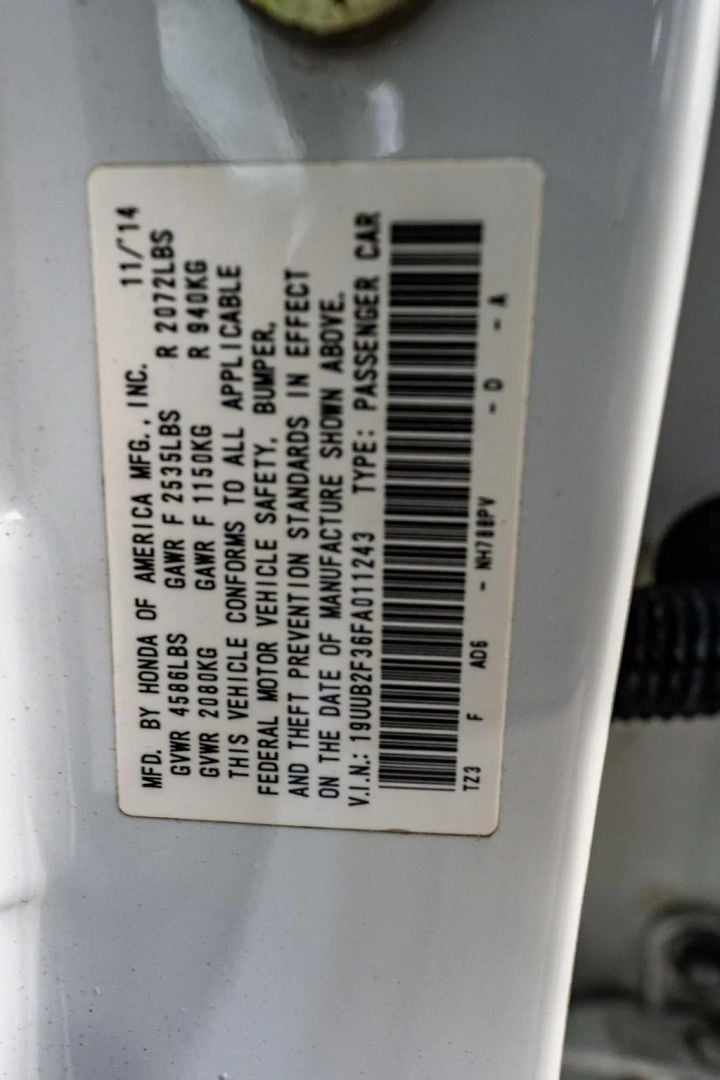 MFD. BY HONDA OF AMERICA MFG., INC. 11/'14
GVWR 4586LBS GAWR F 2535LBS R 2072LBS
GVWR 2080KG GAWR F 1150KG R 940KG
THIS VEHICLE CONFORMS TO ALL APPLICABLE
FEDERAL MOTOR VEHICLE SAFETY, BUMPER,
AND THEFT PREVENTION STANDARDS IN EFFECT
ON THE DATE OF MANUFACTURE SHOWN ABOVE.
V.I.N.: 19UUB2F36FA011243 TYPE: PASSENGER CAR
TZ3 F AD6 - NH788PV - D - A